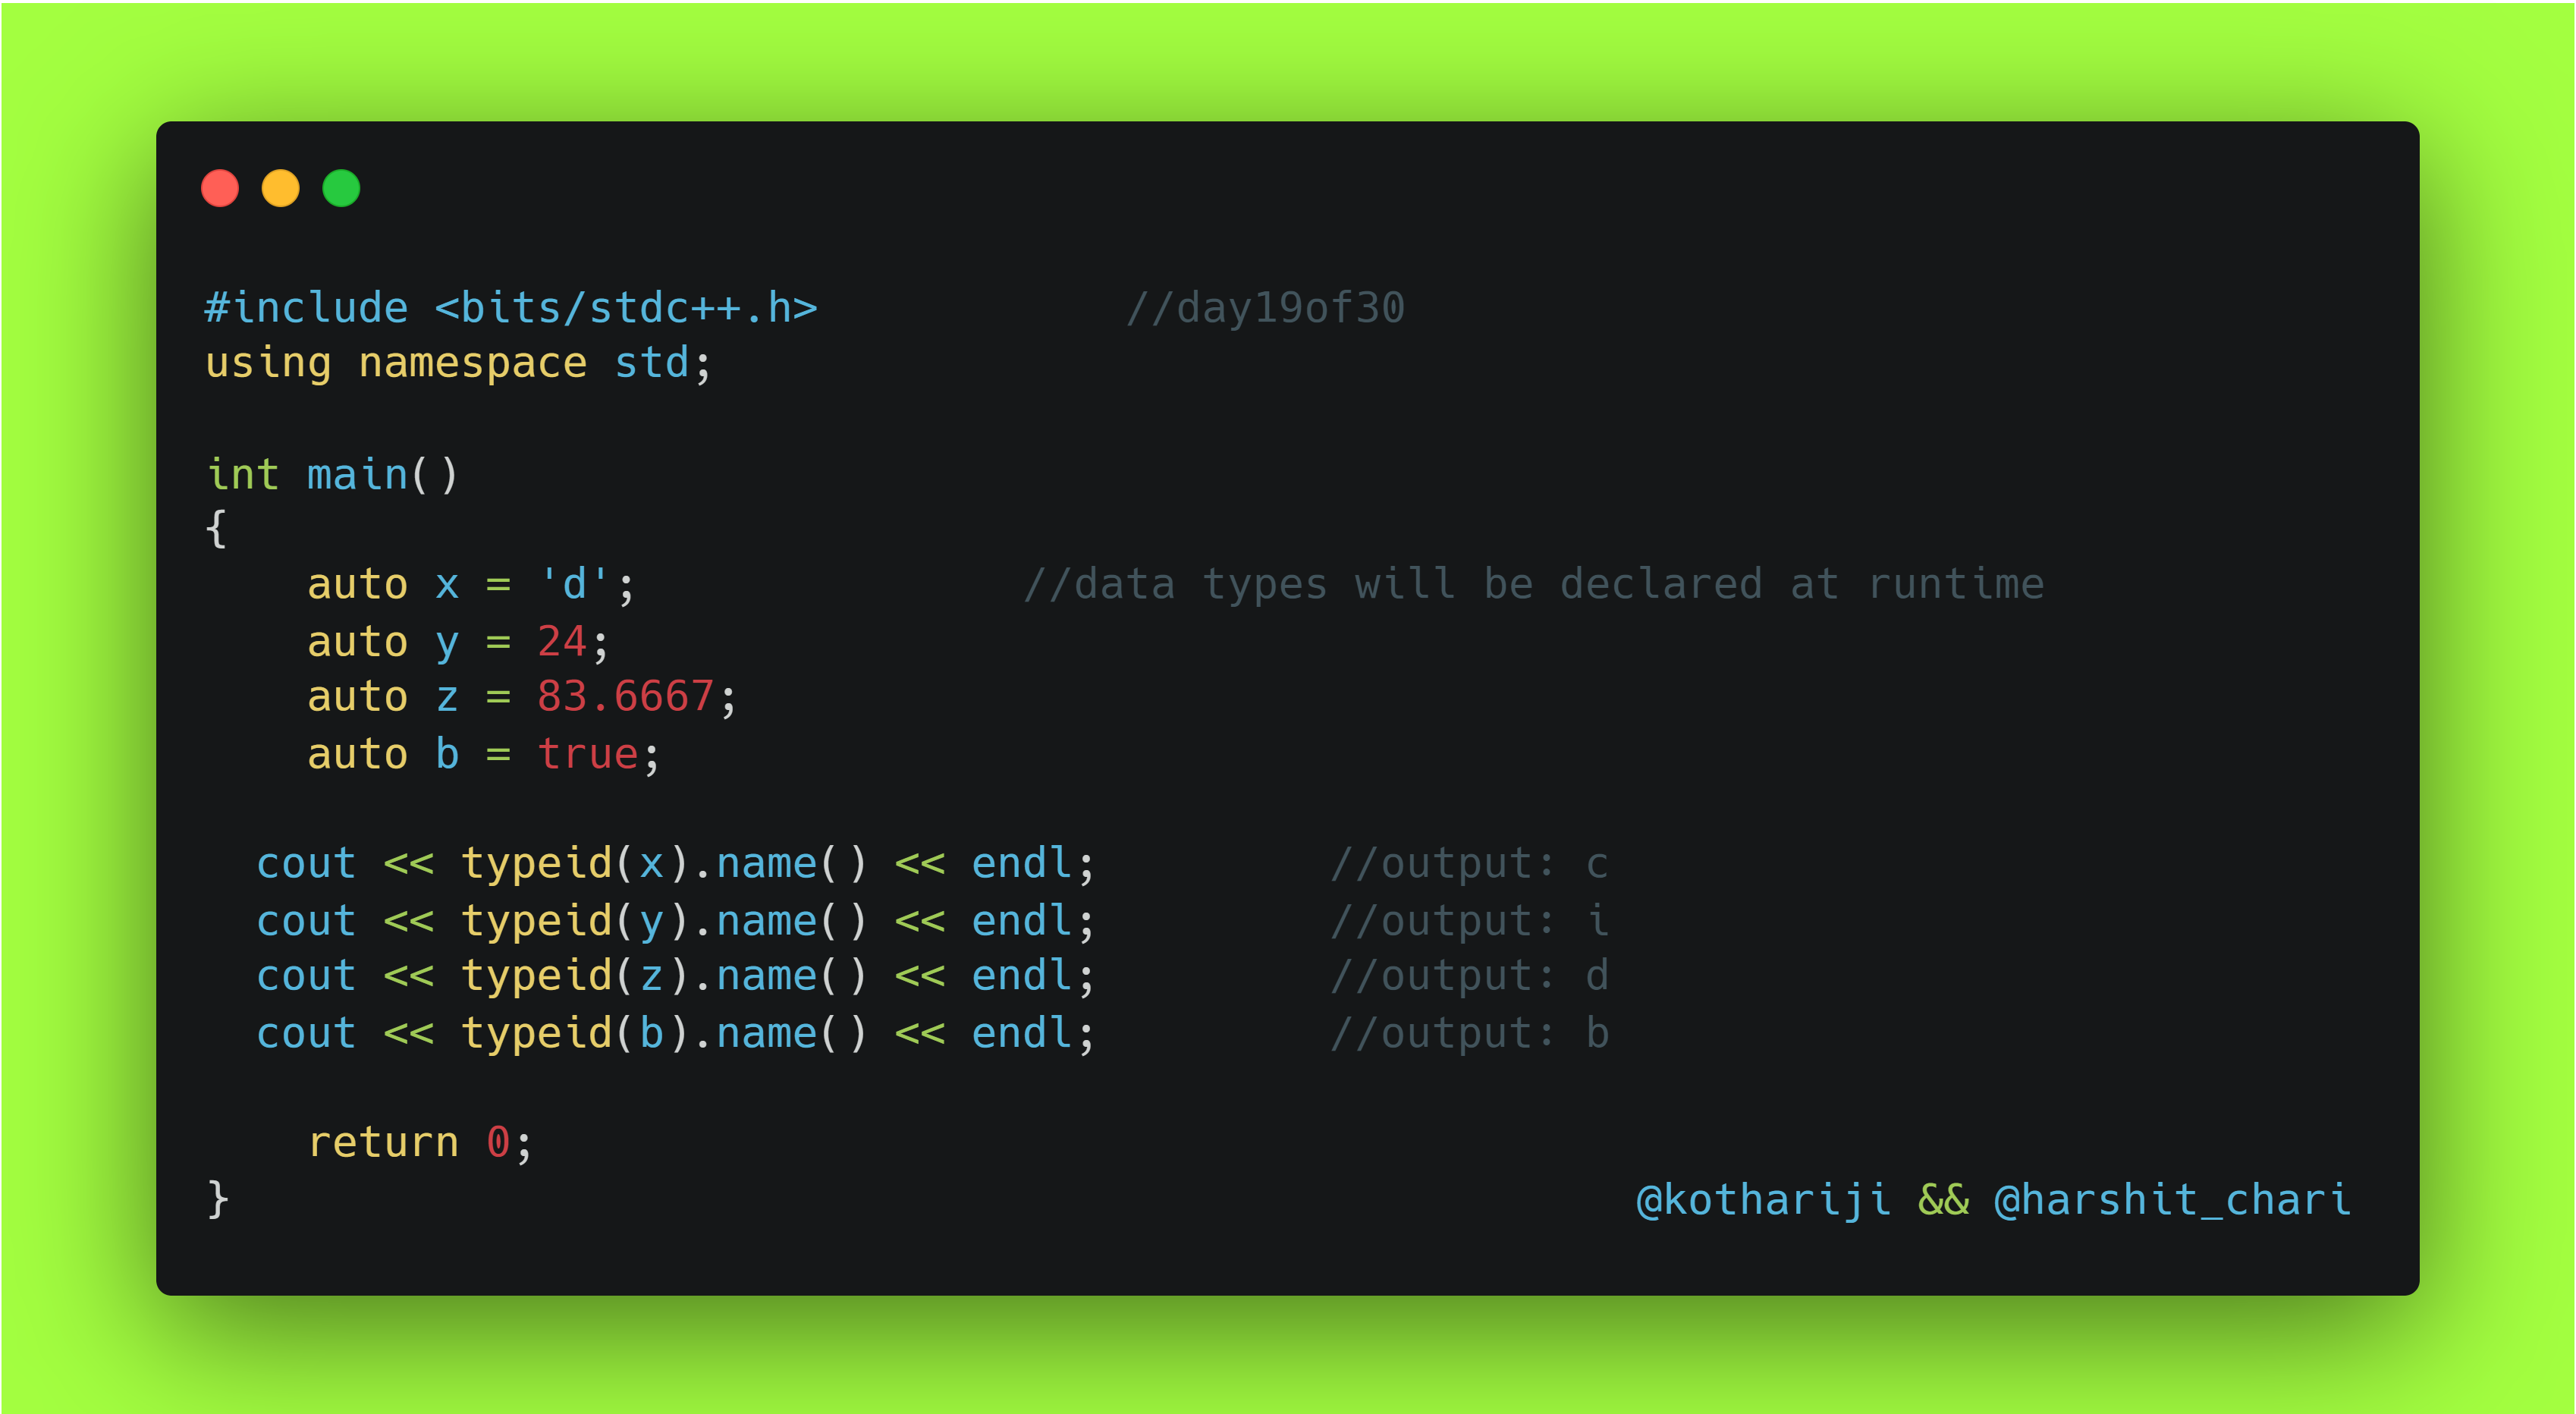 #include <bits/stdc++.h>            //day19of30
using namespace std;
int main()
{
    auto x = 'd';               //data types will be declared at runtime
    auto y = 24;
    auto z = 83.6667;
    auto b = true;
  cout << typeid(x).name() << endl;         //output: c
  cout << typeid(y).name() << endl;         //output: i
  cout << typeid(z).name() << endl;         //output: d
  cout << typeid(b).name() << endl;         //output: b
    return 0;
}                                                       @kothariji && @harshit_chari